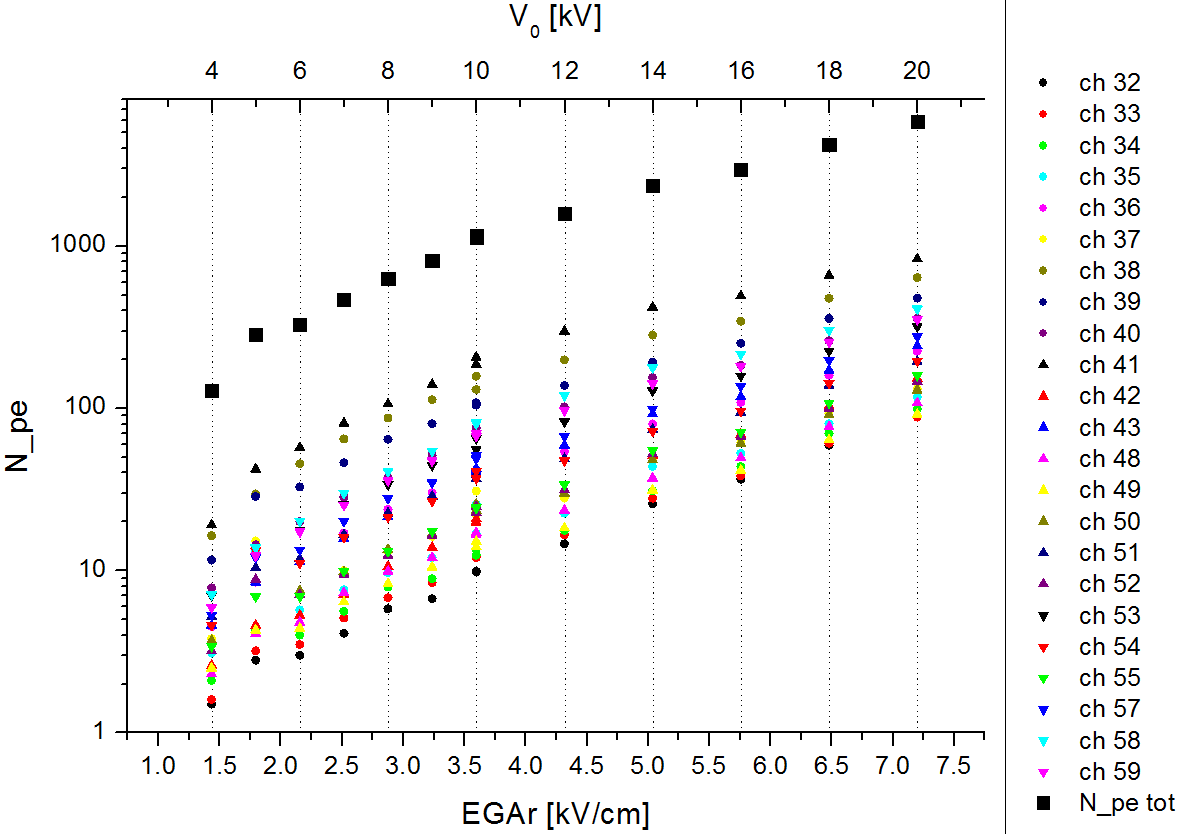 V0 [kV]
4 6 8 10 12 14 16 18 20
1000
100
10
1
N_pe
1.0 1.5 2.0 2.5 3.0 3.5 4.0 4.5 5.0 5.5 6.0 6.5 7.0 7.5
EGAr [kV/cm]
ch 32
ch 33
ch 34
ch 35
ch 36
ch 37
ch 38
ch 39
ch 40
ch 41
ch 42
ch 43
ch 48
ch 49
ch 50
ch 51
ch 52
ch 53
ch 54
ch 55
ch 57
ch 58
ch 59
N_pe tot